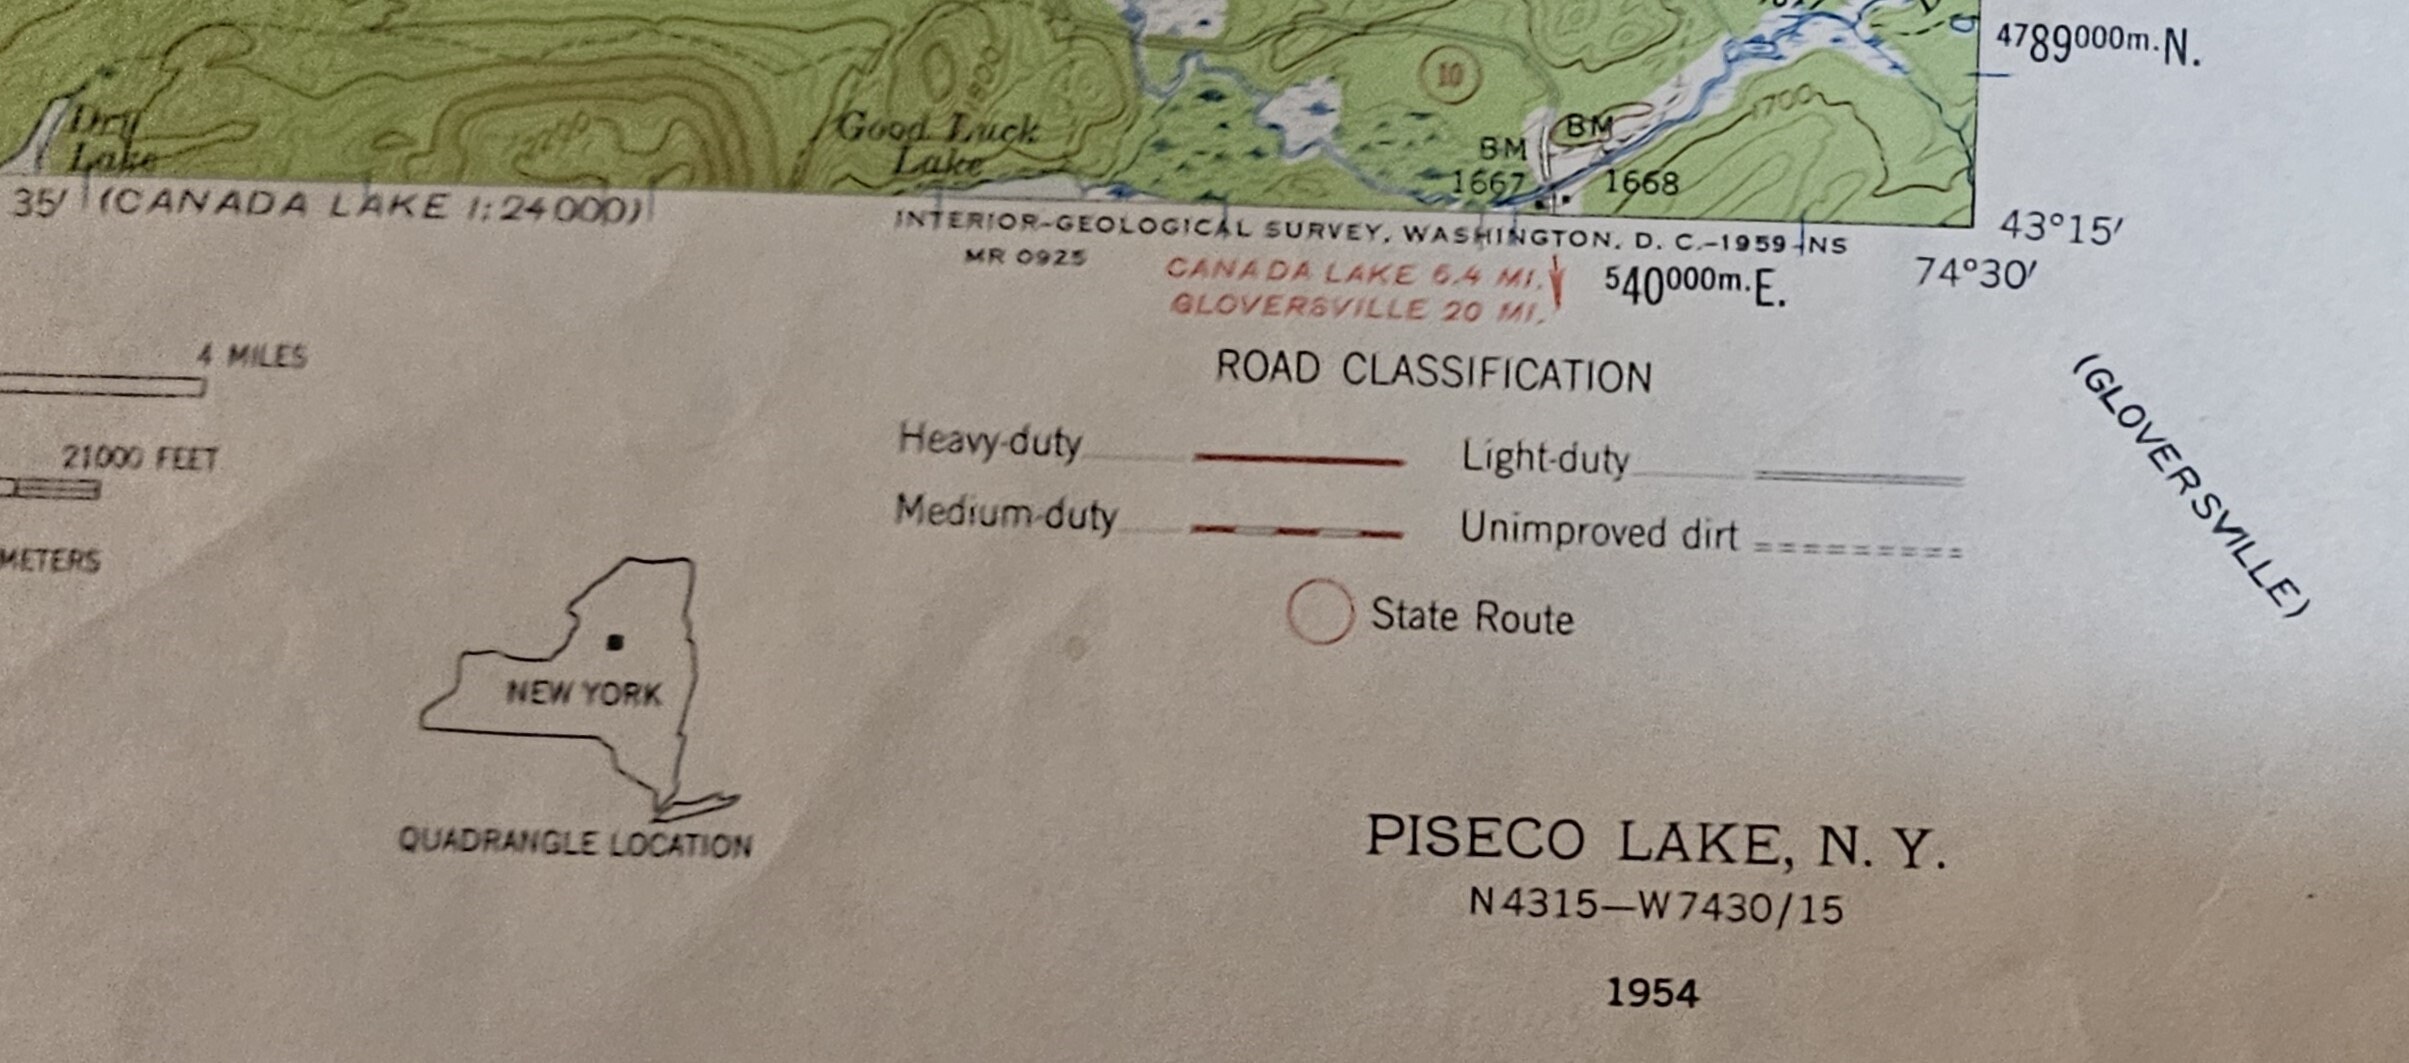 4789000m.N.
10
1800
Dry
Lake
Good Luck
Lake
1700
BM
BM
1667
1668
35′ (CANADA LAKE 1:24000)
INTERIOR-GEOLOGICAL SURVEY, WASHINGTON, D. C.-1959-NS
MR 0925
43°15′
74°30′
CANADA LAKE 6.4 MI.
GLOVERSVILLE 20 MI.
540000m.E.
(GLOVERSVILLE)
4 MILES
21000 FEET
METERS
ROAD CLASSIFICATION
Heavy-duty
Light-duty
Medium-duty
Unimproved dirt
State Route
NEW YORK
QUADRANGLE LOCATION
PISECO LAKE, N. Y.
N4315—W7430/15
1954